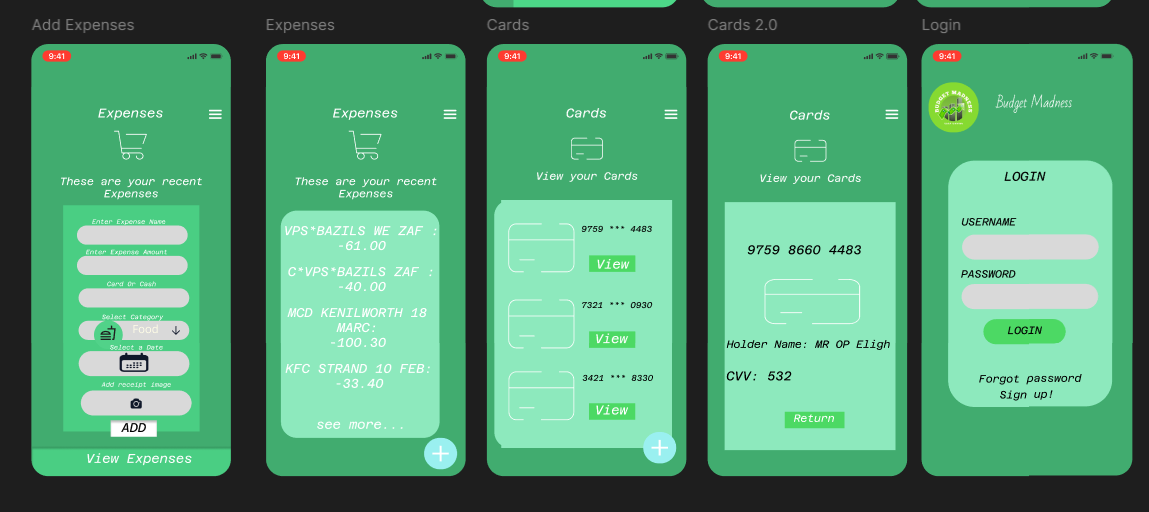 Add Expenses
9:41
Expenses
These are your recent
Expenses
Enter Expense Name
Enter Expense Amount
Card Or Cash
Select Category
Food
Select a Date
Add receipt image
ADD
View Expenses
Expenses
9:41
Expenses
These are your recent
Expenses
VPS*BAZILS WE ZAF :
-61.00
C*VPS*BAZILS ZAF :
-40.00
MCD KENILWORTH 18
MARC:
-100.30
KFC STRAND 10 FEB:
-33.40
see more...
Cards
9:41
Cards
View your Cards
9759 *** 4483
View
7321 *** 0930
View
3421 *** 8330
View
Cards 2.0
9:41
Cards
View your Cards
9759 8660 4483
Holder Name: MR OP Eligh
CVV: 532
Return
Login
9:41
BUDGET MADNESS
Budget Madness
LOGIN
USERNAME
PASSWORD
LOGIN
Forgot password
Sign up!